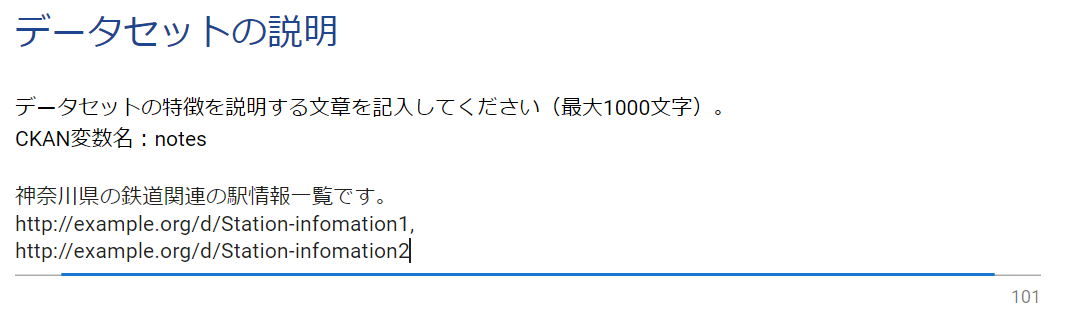 データセットの説明
データセットの特徴を説明する文章を記入してください（最大1000文字）。
CKAN変数名：notes
神奈川県の鉄道関連の駅情報一覧です。
http://example.org/d/Station-infomation1,
http://example.org/d/Station-infomation2
101